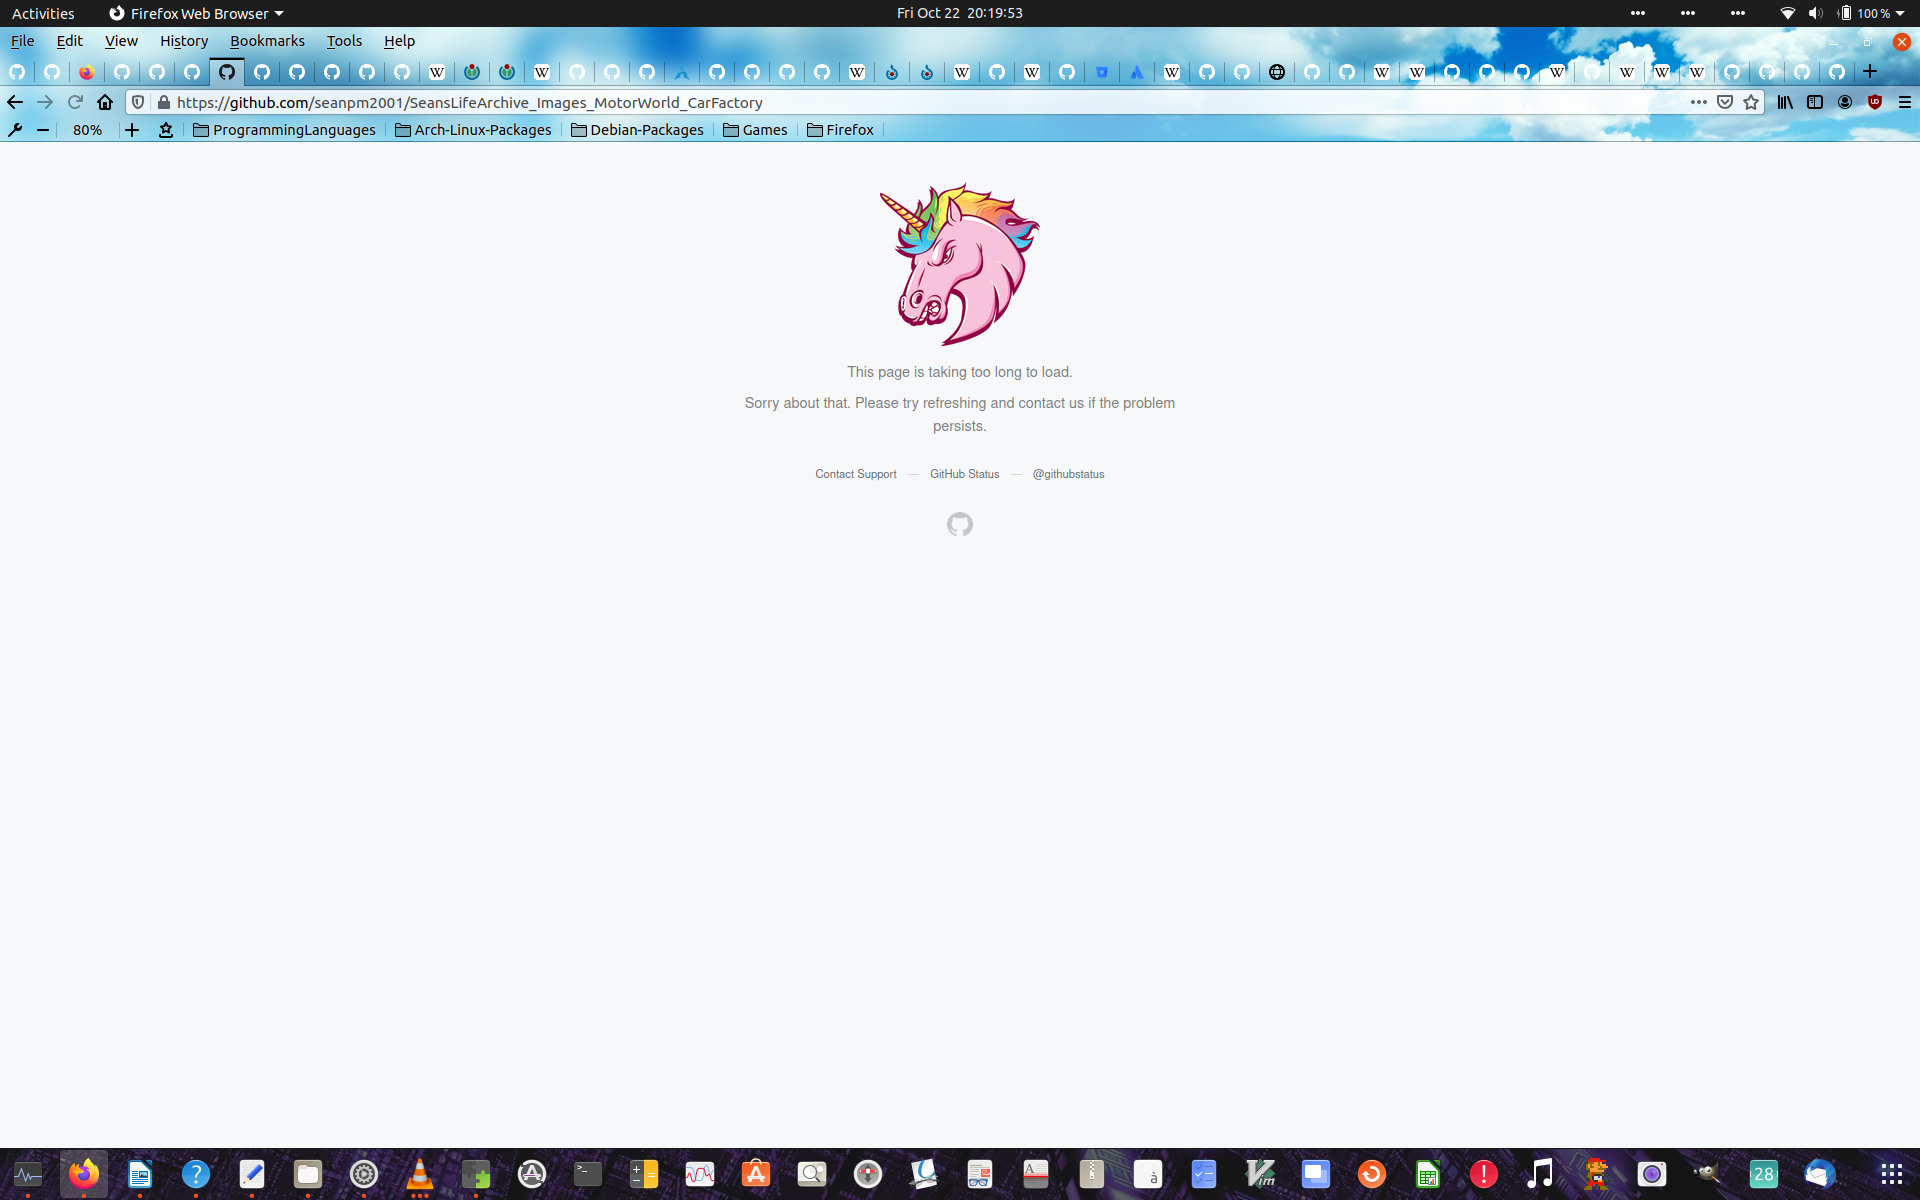 Activities Firefox Web Browser Fri Oct 22 20:19:53 100 %
File Edit View History Bookmarks Tools Help
https://github.com/seanpm2001/SeansLifeArchive_Images_MotorWorld_CarFactory
80% ProgrammingLanguages Arch-Linux-Packages Debian-Packages Games Firefox
This page is taking too long to load.
Sorry about that. Please try refreshing and contact us if the problem
persists.
Contact Support — GitHub Status — @githubstatus
28